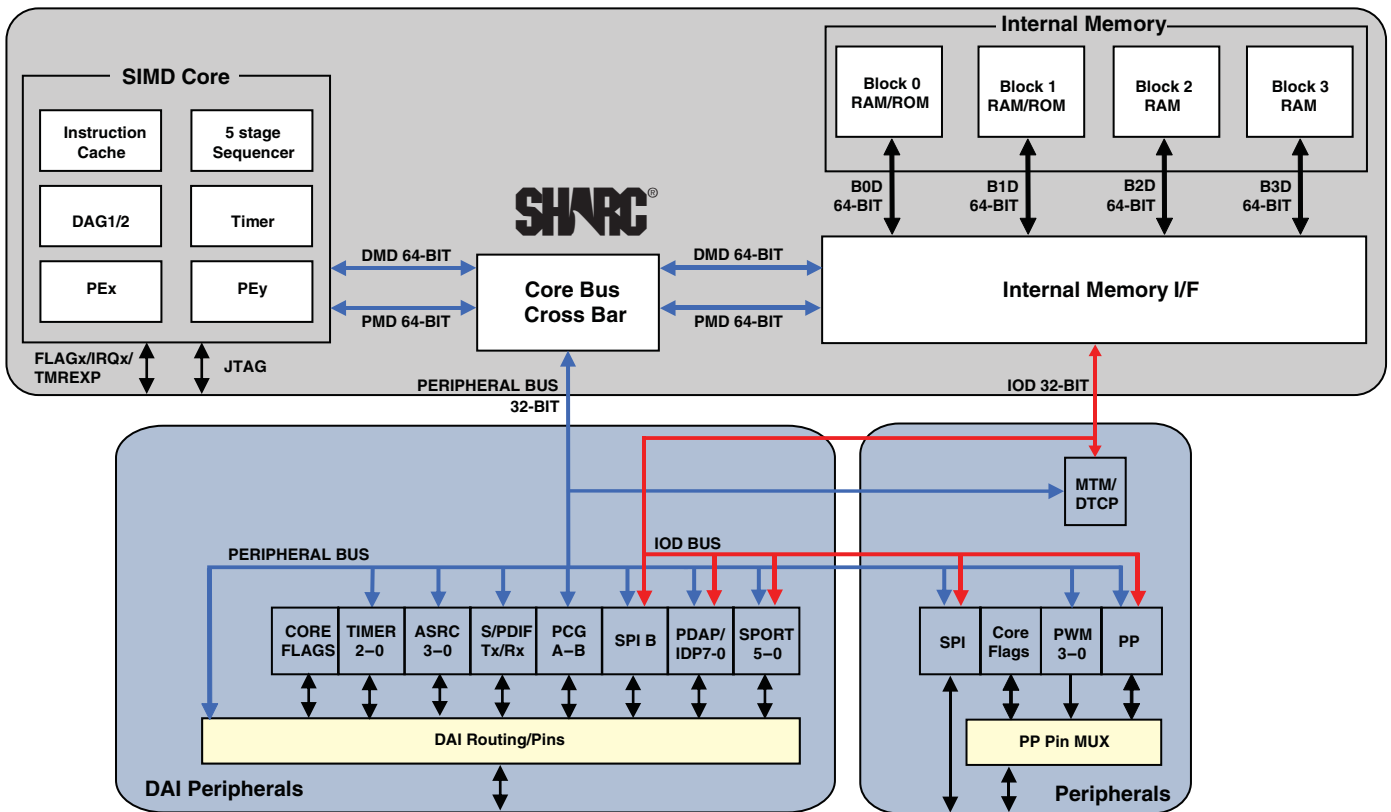 Internal Memory
SIMD Core
Block 0
RAM/ROM
Block 1
RAM/ROM
Block 2
RAM
Block 3
RAM
Instruction
Cache
5 stage
Sequencer
DAG1/2
Timer
PEx
PEy
B0D
64-BIT
B1D
64-BIT
B2D
64-BIT
B3D
64-BIT
SHARC®
DMD 64-BIT
PMD 64-BIT
Core Bus
Cross Bar
DMD 64-BIT
PMD 64-BIT
Internal Memory I/F
FLAGx/IRQx/
TMREXP
JTAG
PERIPHERAL BUS
32-BIT
IOD 32-BIT
MTM/
DTCP
PERIPHERAL BUS
IOD BUS
CORE
FLAGS
TIMER
2–0
ASRC
3–0
S/PDIF
Tx/Rx
PCG
A–B
SPI B
PDAP/
IDP7-0
SPORT
5–0
SPI
Core
Flags
PWM
3–0
PP
DAI Routing/Pins
PP Pin MUX
DAI Peripherals
Peripherals